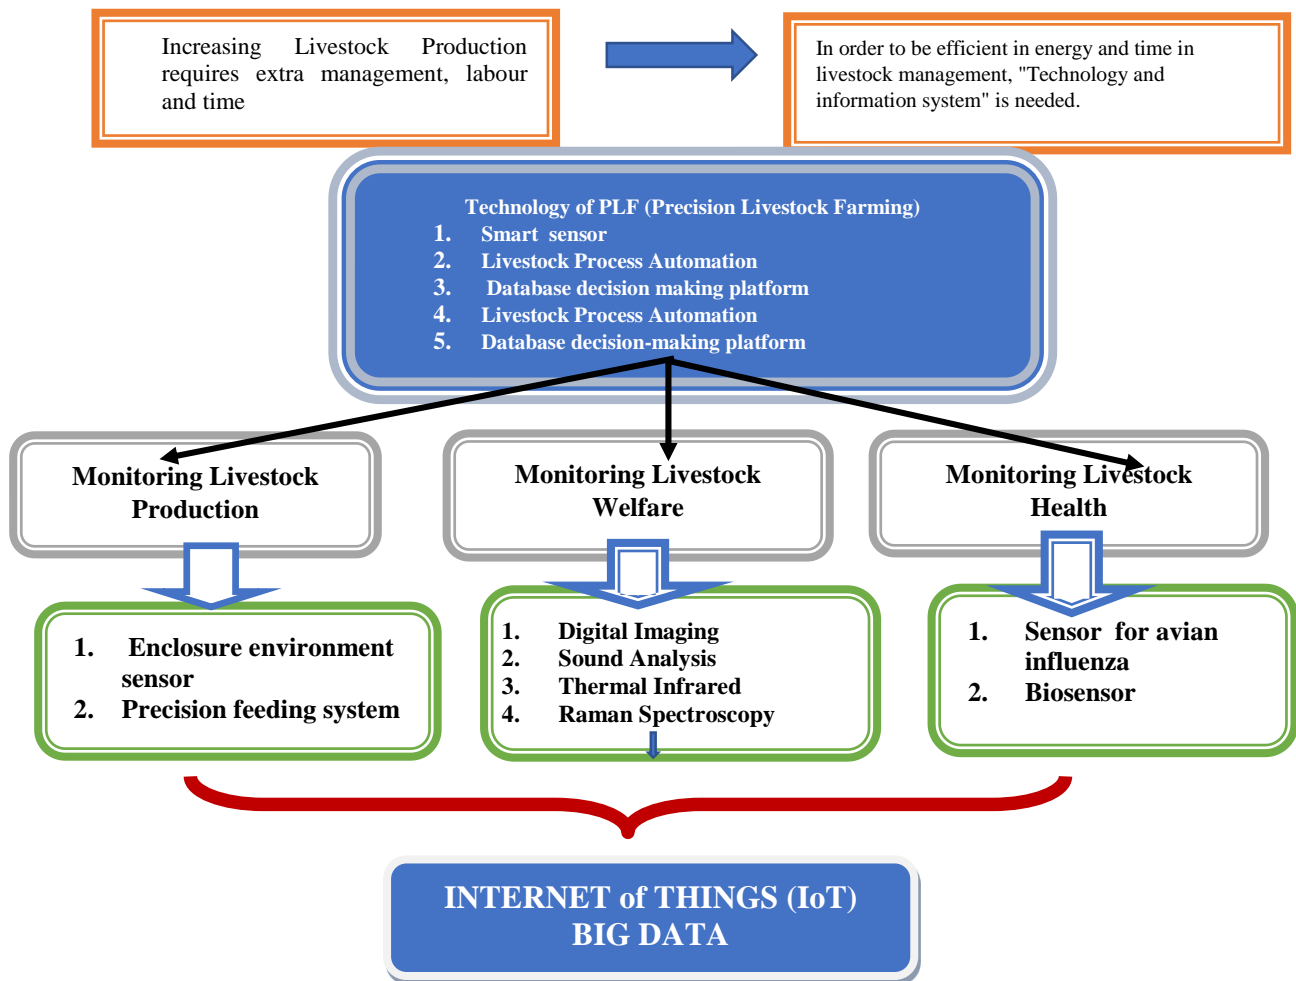 Increasing Livestock Production
requires extra management, labour
and time
In order to be efficient in energy and time in
livestock management, "Technology and
information system" is needed.
Technology of PLF (Precision Livestock Farming)
1. Smart sensor
2. Livestock Process Automation
3. Database decision making platform
4. Livestock Process Automation
5. Database decision-making platform
Monitoring Livestock
Production
Monitoring Livestock
Welfare
Monitoring Livestock
Health
1. Enclosure environment
sensor
2. Precision feeding system
1. Digital Imaging
2. Sound Analysis
3. Thermal Infrared
4. Raman Spectroscopy
1. Sensor for avian
influenza
2. Biosensor
INTERNET of THINGS (IoT)
BIG DATA